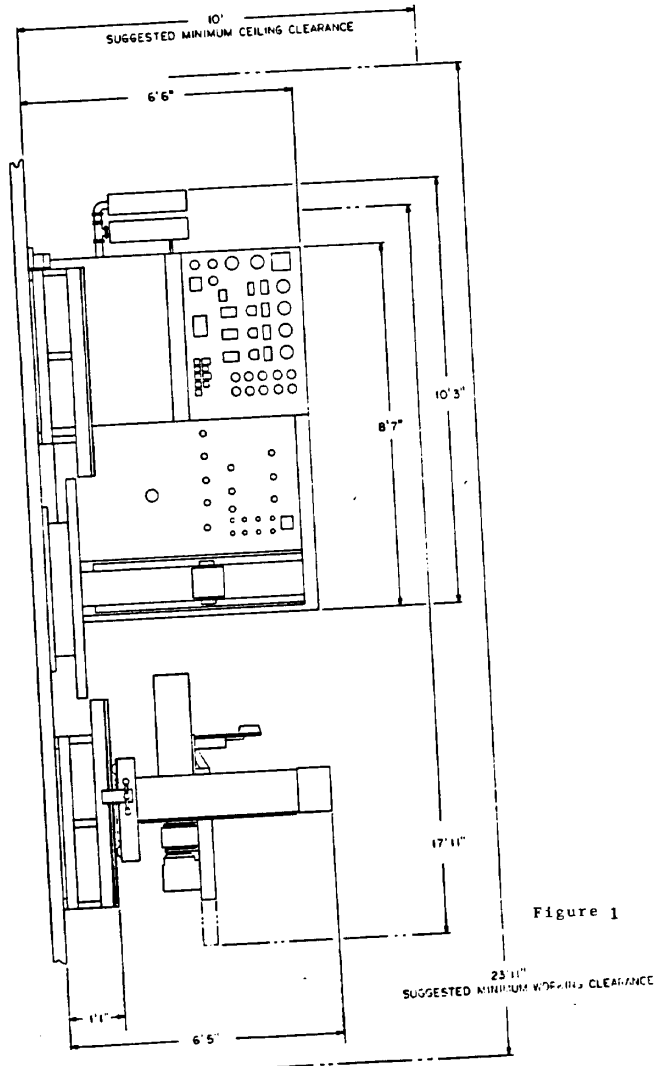 10'
SUGGESTED MINIMUM CEILING CLEARANCE
6'6"
10'3"
8'7"
17'11"
Figure 1
23'11"
SUGGESTED MINIMUM WORKING CLEARANCE
1'1"
6'5"